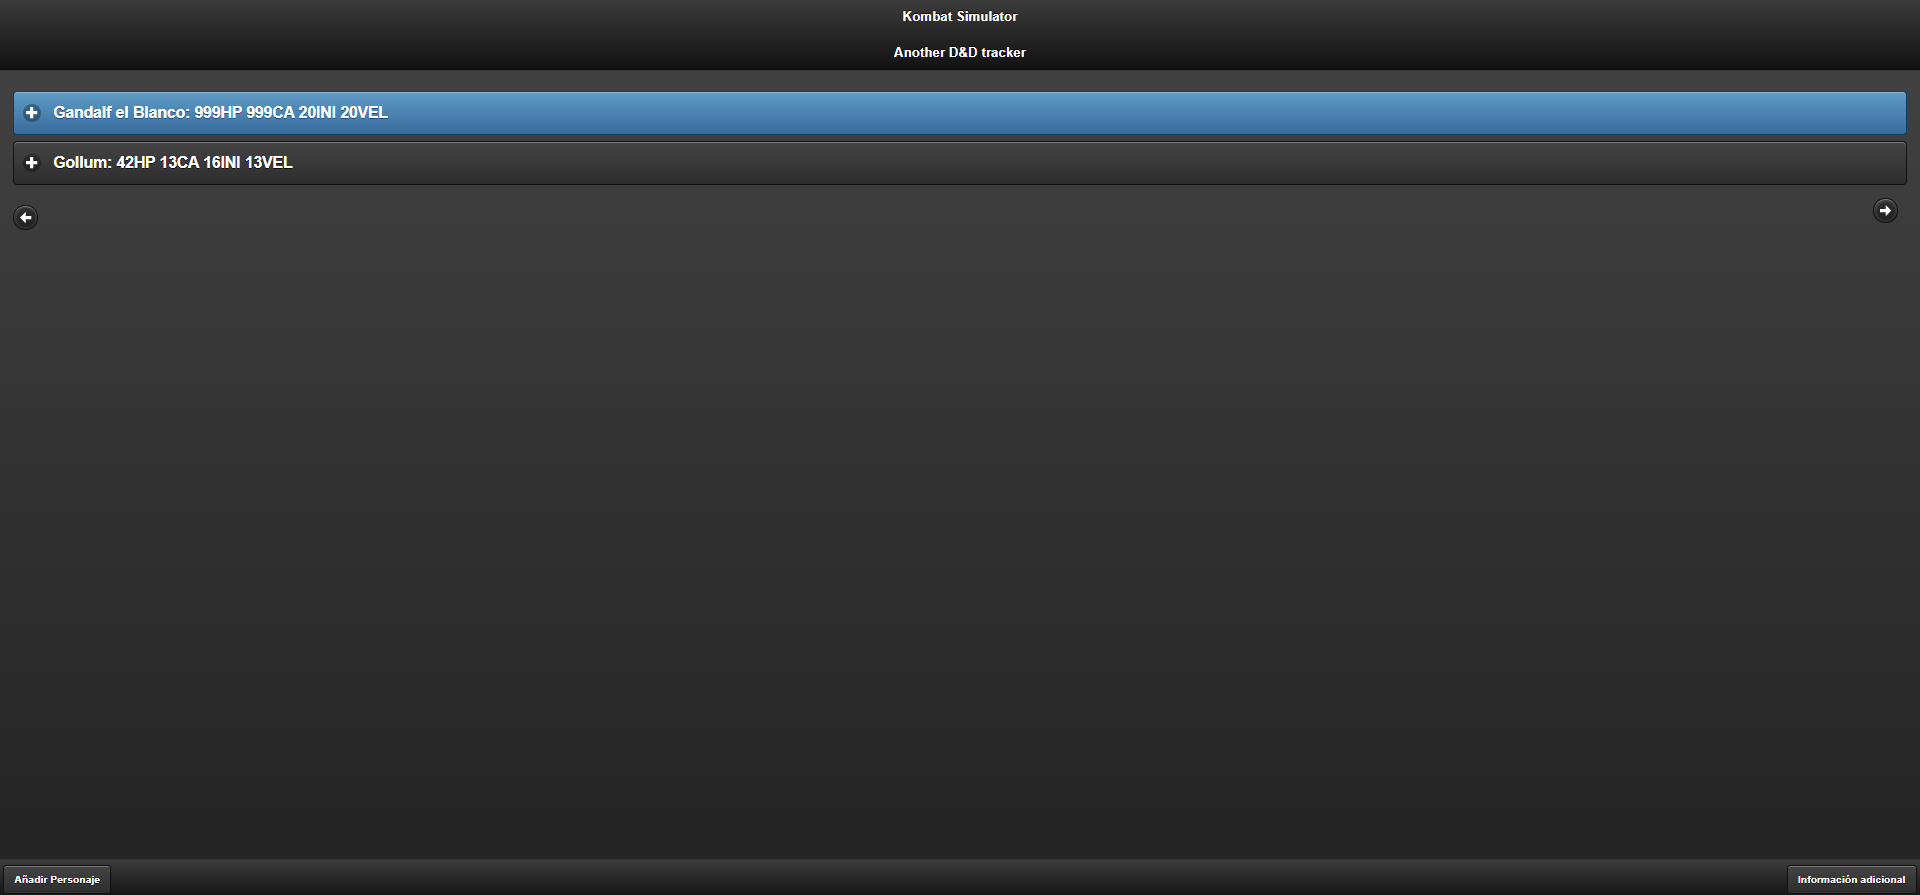 Kombat Simulator
Another D&D tracker
Gandalf el Blanco: 999HP 999CA 20INI 20VEL
Gollum: 42HP 13CA 16INI 13VEL
Añadir Personaje
Información adicional